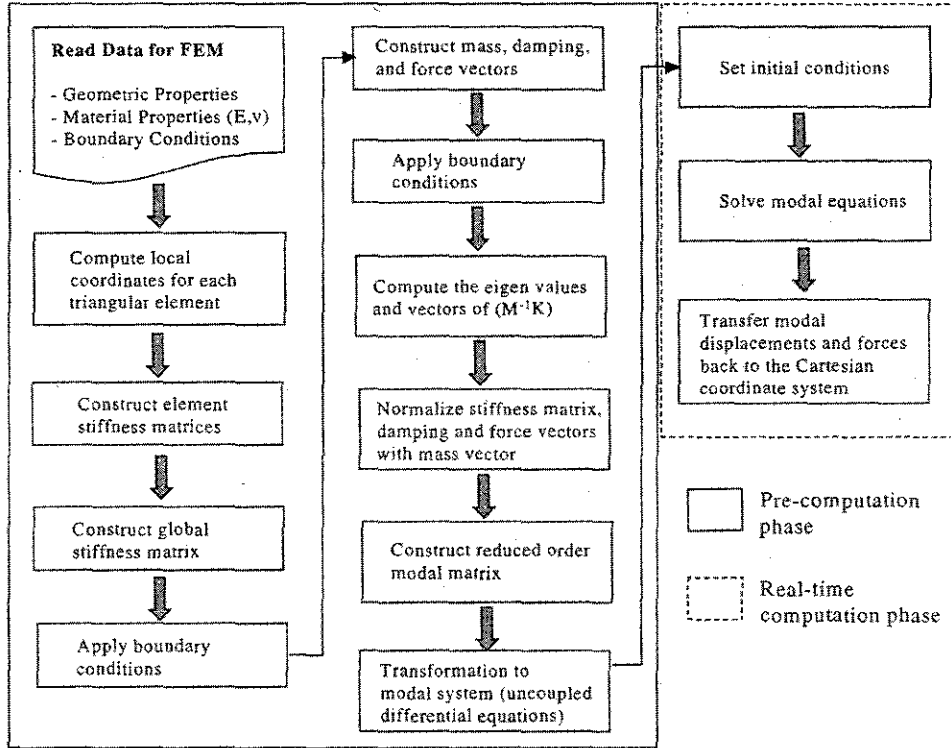 Read Data for FEM
- Geometric Properties
- Material Properties (E,ν)
- Boundary Conditions
Compute local
coordinates for each
triangular element
Construct element
stiffness matrices
Construct global
stiffness matrix
Apply boundary
conditions
Construct mass, damping,
and force vectors
Apply boundary
conditions
Compute the eigen values
and vectors of (M⁻¹K)
Normalize stiffness matrix,
damping and force vectors
with mass vector
Construct reduced order
modal matrix
Transformation to
modal system (uncoupled
differential equations)
Set initial conditions
Solve modal equations
Transfer modal
displacements and forces
back to the Cartesian
coordinate system
Pre-computation
phase
Real-time
computation phase